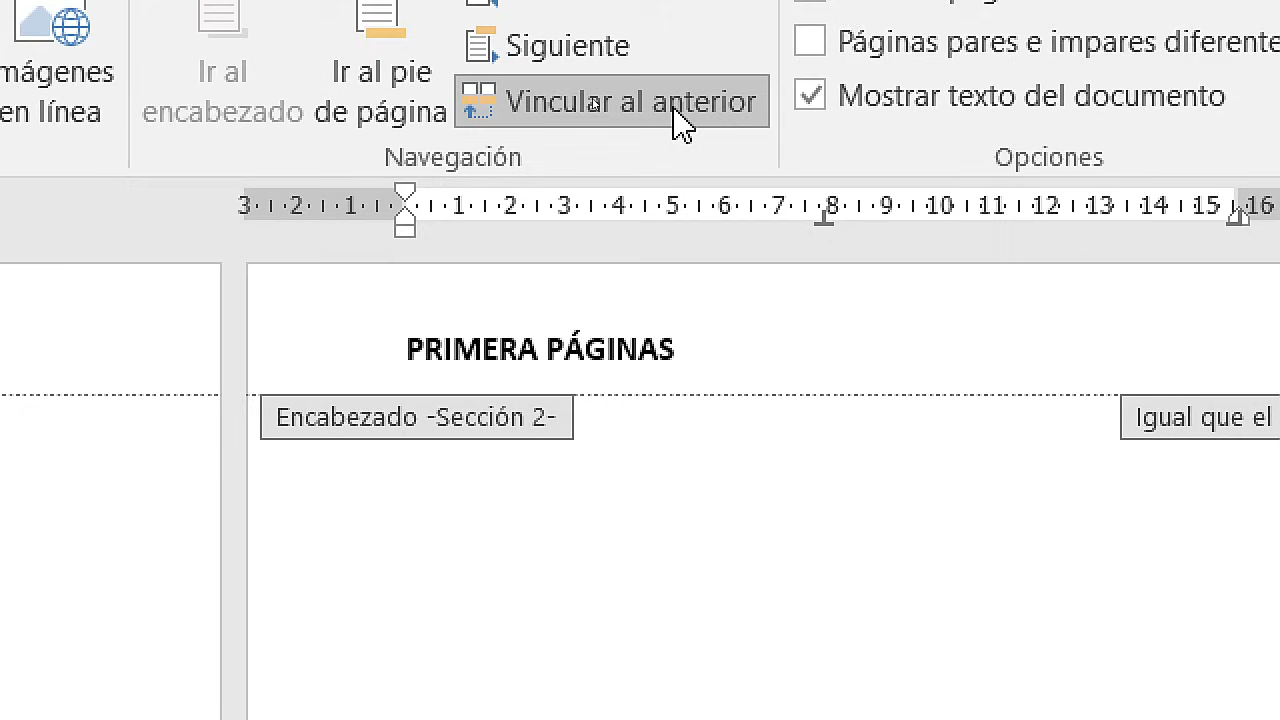 Siguiente
Páginas pares e impares diferente
mágenes
en línea
Ir al
encabezado
Ir al pie
de página
Vincular al anterior
Mostrar texto del documento
Navegación
Opciones
3 2 1 1 2 3 4 5 6 7 8 9 10 11 12 13 14 15 16
PRIMERA PÁGINAS
Encabezado -Sección 2-
Igual que el